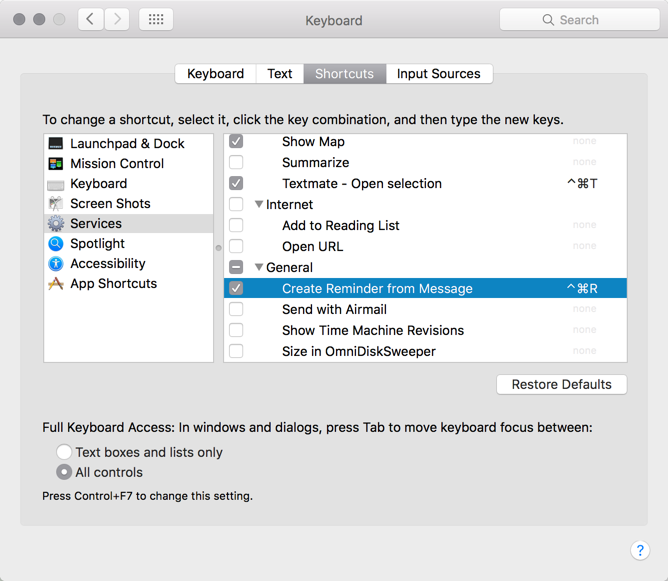 Keyboard
Search
Keyboard Text Shortcuts Input Sources
To change a shortcut, select it, click the key combination, and then type the new keys.
Launchpad & Dock
Mission Control
Keyboard
Screen Shots
Services
Spotlight
Accessibility
App Shortcuts
Show Map none
Summarize none
Textmate - Open selection ^⌘T
Internet
Add to Reading List none
Open URL none
General
Create Reminder from Message ^⌘R
Send with Airmail none
Show Time Machine Revisions none
Size in OmniDiskSweeper none
Restore Defaults
Full Keyboard Access: In windows and dialogs, press Tab to move keyboard focus between:
Text boxes and lists only
All controls
Press Control+F7 to change this setting.
?